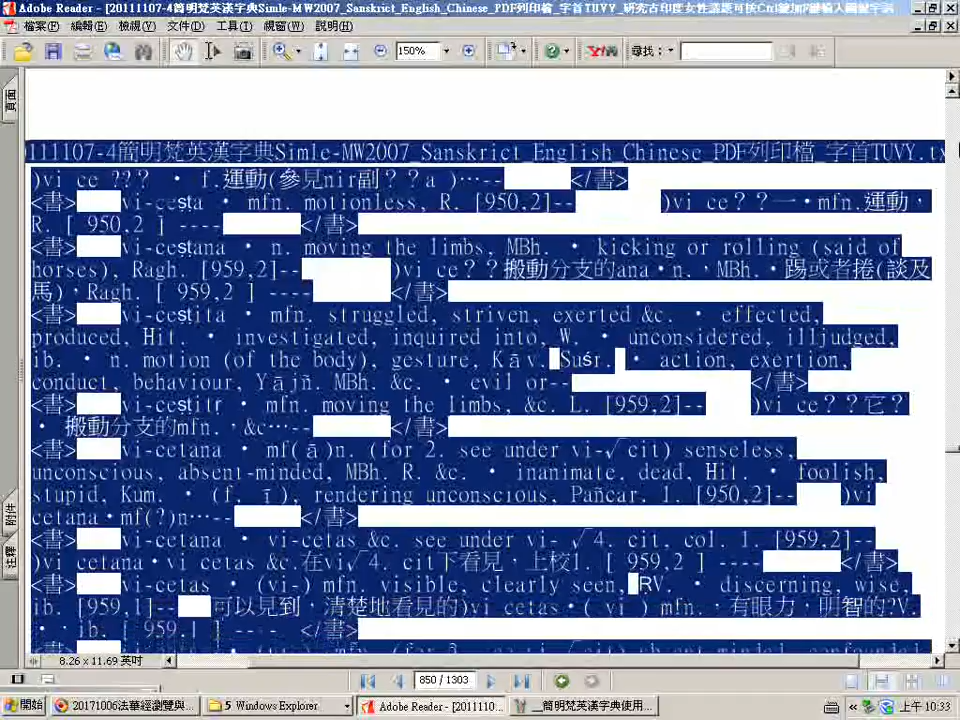 Adobe Reader - [20111107-4簡明梵英漢字典Simle-MW2007_Sanskrict_English_Chinese_PDF列印檔_字首TUVY_研究古印度女性議題可按Ctrl鍵加F鍵輸入關鍵字
檔案(F) 編輯(E) 檢視(V) 文件(D) 工具(T) 視窗(W) 說明(H)
150% 尋找:
頁面
附件
注釋
111107-4簡明梵英漢字典Simle-MW2007_Sanskrict_English_Chinese_PDF列印檔_字首TUVY.tx
)vi ce ??? ‧ f.運動(參見nir副??a )…-- </書>
<書> vi-ceṣṭa ‧ mfn. motionless, R. [950,2]-- )vi ce??一‧mfn.運動,
R. [ 950,2 ] ---- </書>
<書> vi-ceṣṭana ‧ n. moving the limbs, MBh. ‧ kicking or rolling (said of
horses), Ragh. [959,2]-- )vi ce??搬動分支的ana‧n.,MBh.‧踢或者捲(談及
馬),Ragh. [ 959,2 ] ---- </書>
<書> vi-ceṣṭita ‧ mfn. struggled, striven, exerted &c. ‧ effected,
produced, Hit. ‧ investigated, inquired into, W. ‧ unconsidered, illjudged,
ib. ‧ n. motion (of the body), gesture, Kāv. Suśr. ‧ action, exertion,
conduct, behaviour, Yājñ. MBh. &c. ‧ evil or-- </書>
<書> vi-ceṣṭitṛ ‧ mfn. moving the limbs, &c. L. [959,2]-- )vi ce??它?
‧ 搬動分支的mfn.,&c…-- </書>
<書> vi-cetana ‧ mf(ā)n. (for 2. see under vi-√cit) senseless,
unconscious, absent-minded, MBh. R. &c. ‧ inanimate, dead, Hit. ‧ foolish,
stupid, Kum. ‧ (f, ī), rendering unconscious, Pañcar. 1. [950,2]-- )vi
cetana‧mf(?)n…-- </書>
<書> vi-cetana ‧ vi-cetas &c. see under vi- √4. cit, col. 1. [959,2]--
)vi cetana‧vi cetas &c.在vi√4. cit下看見,上校1. [ 959,2 ] ---- </書>
<書> vi-cetas ‧ (vi-) mfn. visible, clearly seen, RV. ‧ discerning, wise,
ib. [959,1]-- 可以見到,清楚地看見的)vi cetas‧( vi ) mfn.,有眼力,明智的?V.
‧,ib. [ 959,1 ] ---- </書>
8.26 x 11.69 英吋
850 / 1303
開始 20171006法華經瀏覽與... 5 Windows Explorer Adobe Reader - [2011110... __簡明梵英漢字典使用... 上午 10:33